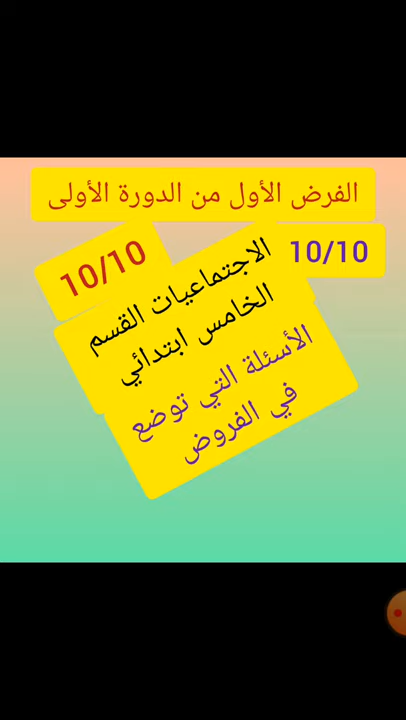 الفرض الأول من الدورة الأولى
10/10
10/10
الاجتماعيات القسم
الخامس ابتدائي
الأسئلة التي توضع
في الفروض